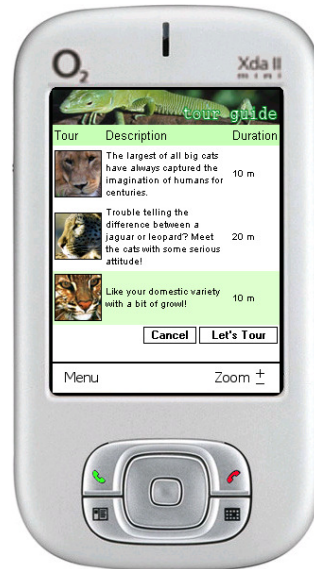 O2
Xda II
mini
tour guide
Tour Description Duration
The largest of all big cats
have always captured the
imagination of humans for
centuries.
10 m
Trouble telling the
difference between a
jaguar or leopard? Meet
the cats with some serious
attitude!
20 m
Like your domestic variety
with a bit of growl!
10 m
Cancel Let's Tour
Menu Zoom +